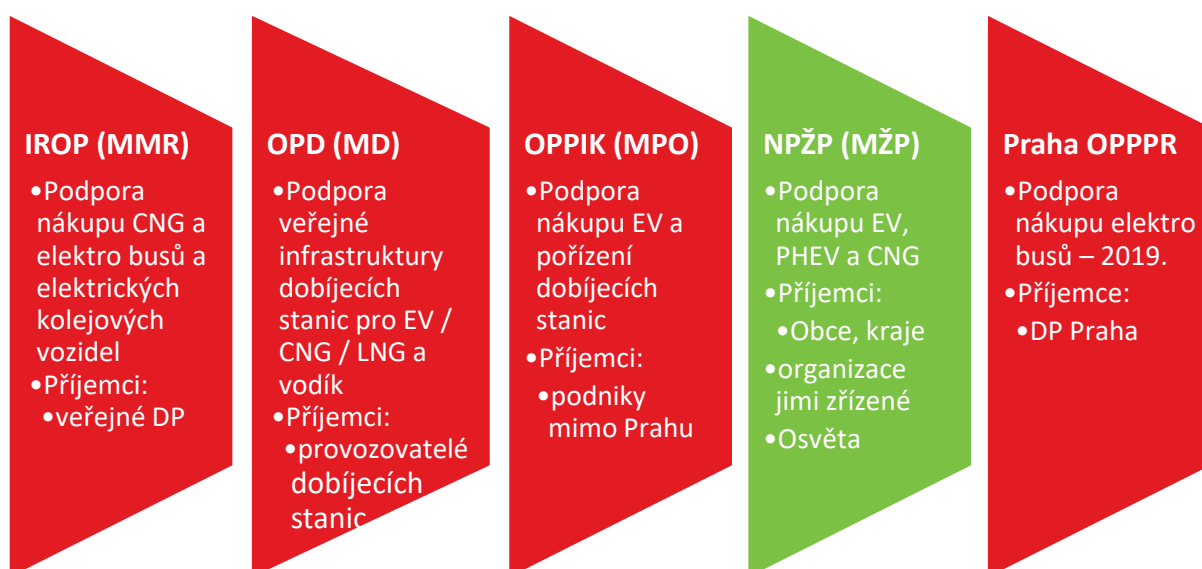 IROP (MMR)
•Podpora
nákupu CNG a
elektro busů a
elektrických
kolejových
vozidel
•Příjemci:
•veřejné DP
OPD (MD)
•Podpora
veřejné
infrastruktury
dobíjecích
stanic pro EV /
CNG / LNG a
vodík
•Příjemci:
•provozovatelé
dobíjecích
stanic
OPPIK (MPO)
•Podpora
nákupu EV a
pořízení
dobíjecích
stanic
•Příjemci:
•podniky
mimo Prahu
NPŽP (MŽP)
•Podpora
nákupu EV,
PHEV a CNG
•Příjemci:
•Obce, kraje
•organizace
jimi zřízené
•Osvěta
Praha OPPPR
•Podpora
nákupu elektro
busů – 2019.
•Příjemce:
•DP Praha